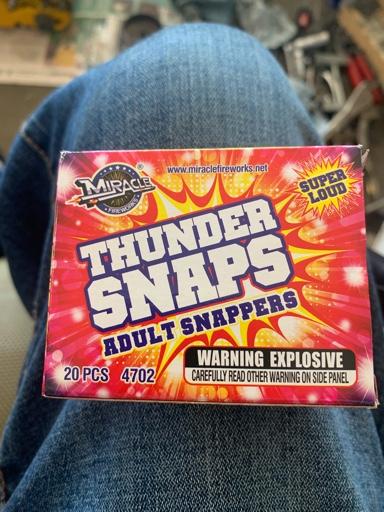 www.miraclefireworks.net
MIRACLE
FIREWORKS
®
SUPER
LOUD
THUNDER
SNAPS
ADULT SNAPPERS
WARNING EXPLOSIVE
CAREFULLY READ OTHER WARNING ON SIDE PANEL
20 PCS 4702